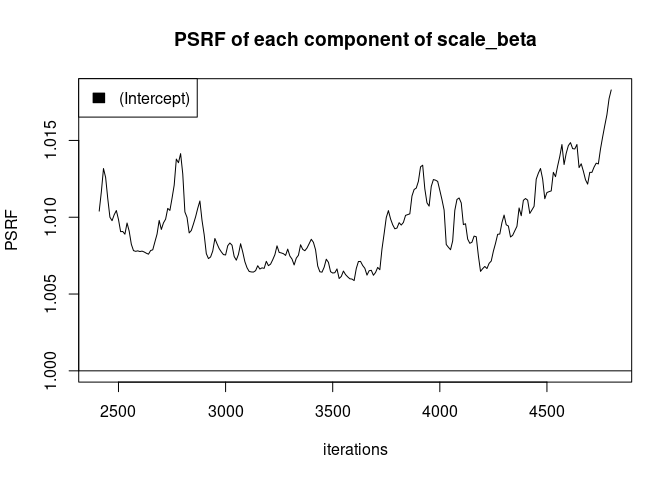 PSRF of each component of scale_beta
(Intercept)
PSRF
1.015
1.010
1.005
1.000
2500 3000 3500 4000 4500
iterations